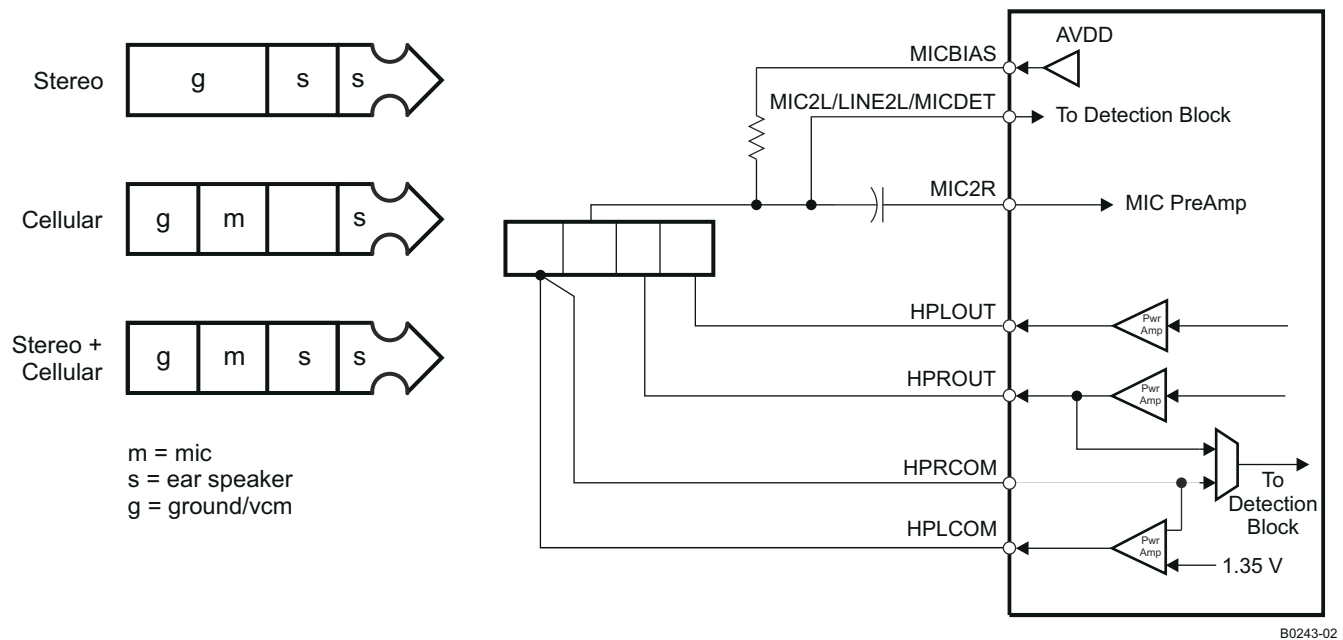 Stereo
g s s
Cellular
g m s
Stereo +
Cellular
g m s s
m = mic
s = ear speaker
g = ground/vcm
MICBIAS
AVDD
MIC2L/LINE2L/MICDET
To Detection Block
MIC2R
MIC PreAmp
HPLOUT
Pwr
Amp
HPROUT
Pwr
Amp
HPRCOM
To
Detection
Block
HPLCOM
Pwr
Amp
1.35 V
B0243-02